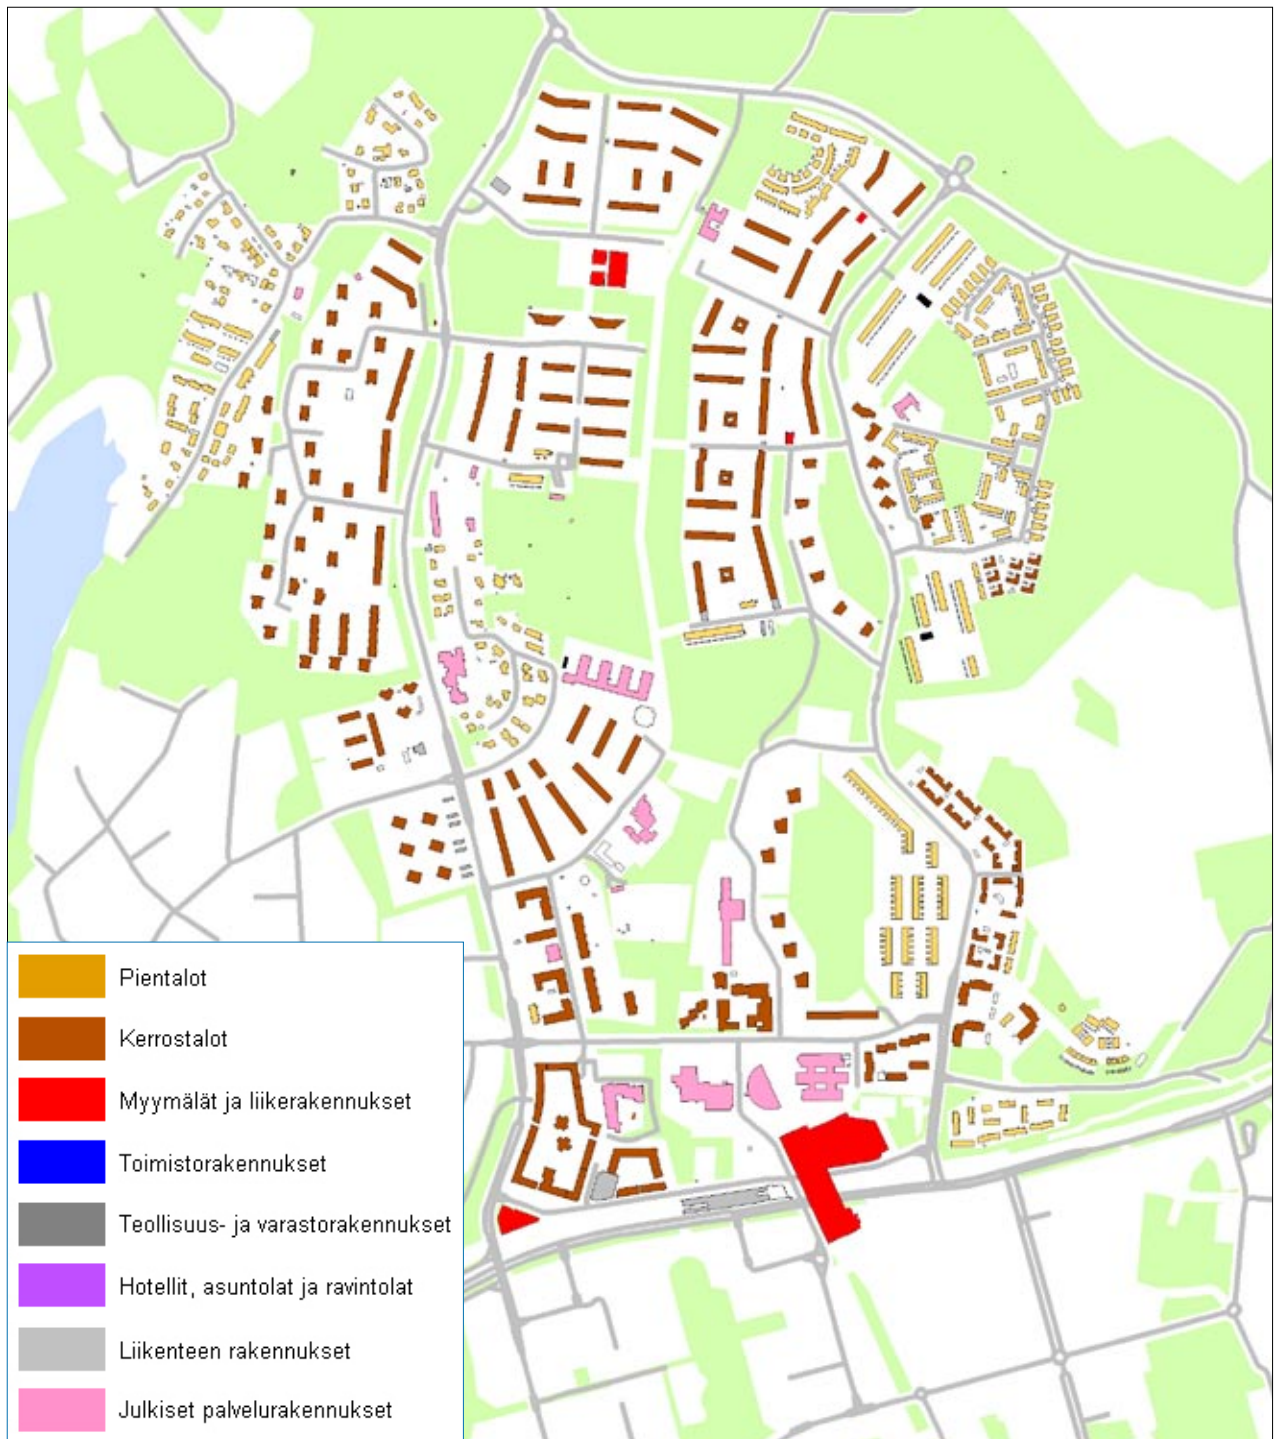 Pientalot
Kerrostalot
Myymälät ja liikerakennukset
Toimistorakennukset
Teollisuus- ja varastorakennukset
Hotellit, asuntolat ja ravintolat
Liikenteen rakennukset
Julkiset palvelurakennukset